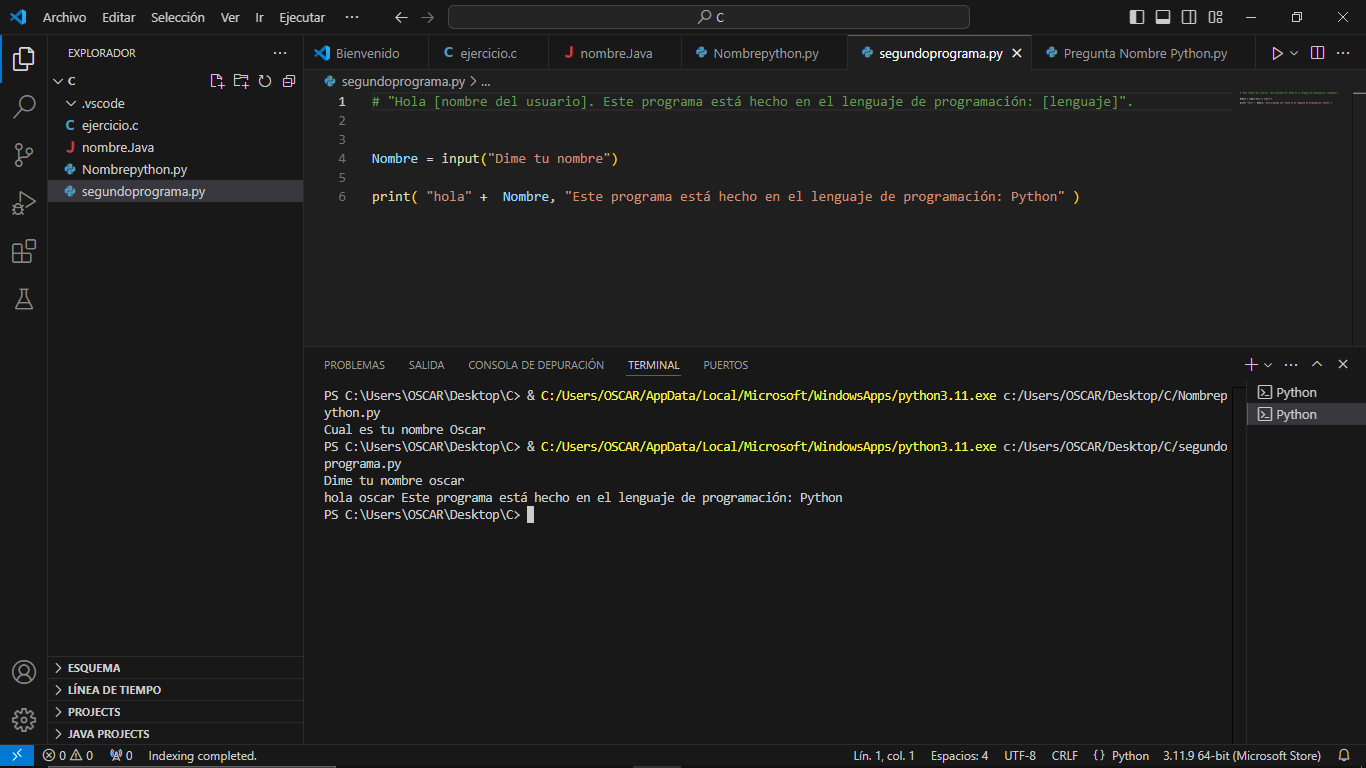 Archivo Editar Selección Ver Ir Ejecutar ··· C
EXPLORADOR ···
C
.vscode
C ejercicio.c
J nombre.Java
Nombrepython.py
segundoprograma.py
ESQUEMA
LÍNEA DE TIEMPO
PROJECTS
JAVA PROJECTS
Bienvenido C ejercicio.c J nombre.Java Nombrepython.py segundoprograma.py Pregunta Nombre Python.py ···
segundoprograma.py > ...
1 # "Hola [nombre del usuario]. Este programa está hecho en el lenguaje de programación: [lenguaje]".
2
3
4 Nombre = input("Dime tu nombre")
5
6 print( "hola" +  Nombre, "Este programa está hecho en el lenguaje de programación: Python" )
PROBLEMAS SALIDA CONSOLA DE DEPURACIÓN TERMINAL PUERTOS ···
PS C:\Users\OSCAR\Desktop\C> & C:/Users/OSCAR/AppData/Local/Microsoft/WindowsApps/python3.11.exe c:/Users/OSCAR/Desktop/C/Nombrep
ython.py
Cual es tu nombre Oscar
PS C:\Users\OSCAR\Desktop\C> & C:/Users/OSCAR/AppData/Local/Microsoft/WindowsApps/python3.11.exe c:/Users/OSCAR/Desktop/C/segundo
programa.py
Dime tu nombre oscar
hola oscar Este programa está hecho en el lenguaje de programación: Python
PS C:\Users\OSCAR\Desktop\C>
Python
Python
0 0 0 Indexing completed. Lín. 1, col. 1 Espacios: 4 UTF-8 CRLF {} Python 3.11.9 64-bit (Microsoft Store)